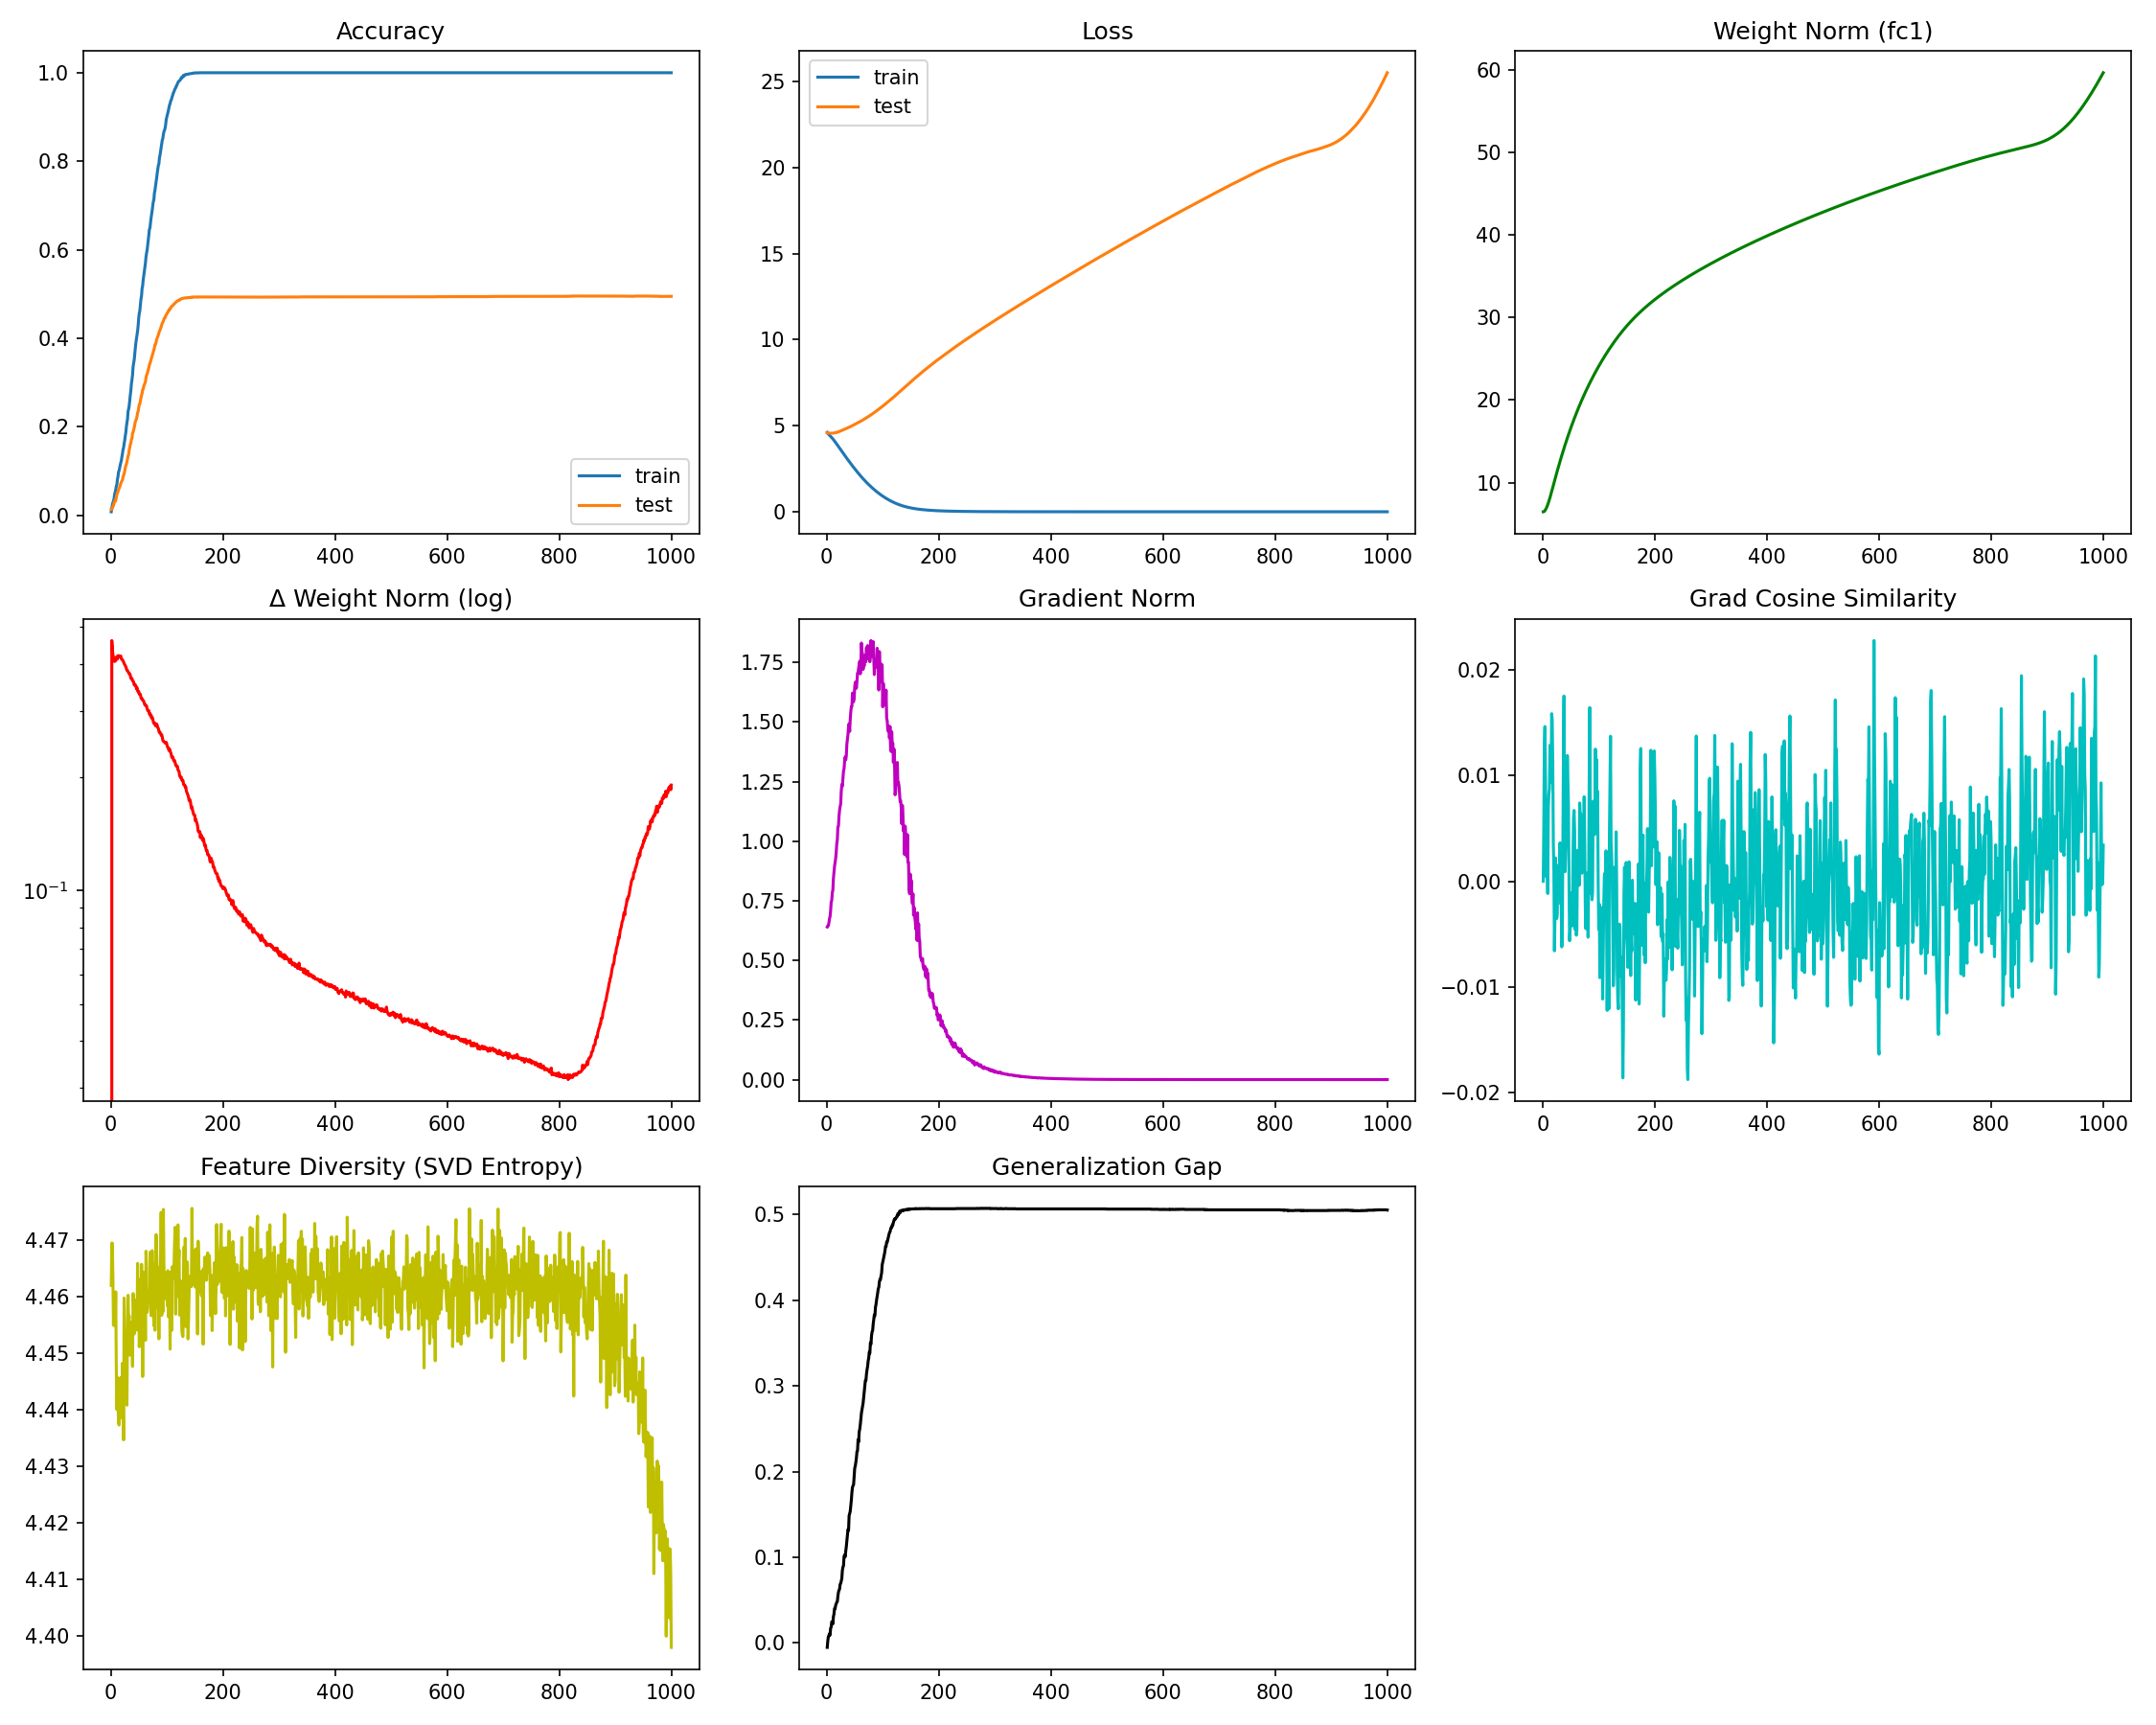 Accuracy
1.0
0.8
0.6
0.4
0.2
0.0
train
test
0 200 400 600 800 1000
Loss
train
test
25
20
15
10
5
0
0 200 400 600 800 1000
Weight Norm (fc1)
60
50
40
30
20
10
0 200 400 600 800 1000
Δ Weight Norm (log)
10⁻¹
0 200 400 600 800 1000
Gradient Norm
1.75
1.50
1.25
1.00
0.75
0.50
0.25
0.00
0 200 400 600 800 1000
Grad Cosine Similarity
0.02
0.01
0.00
−0.01
−0.02
0 200 400 600 800 1000
Feature Diversity (SVD Entropy)
4.47
4.46
4.45
4.44
4.43
4.42
4.41
4.40
0 200 400 600 800 1000
Generalization Gap
0.5
0.4
0.3
0.2
0.1
0.0
0 200 400 600 800 1000